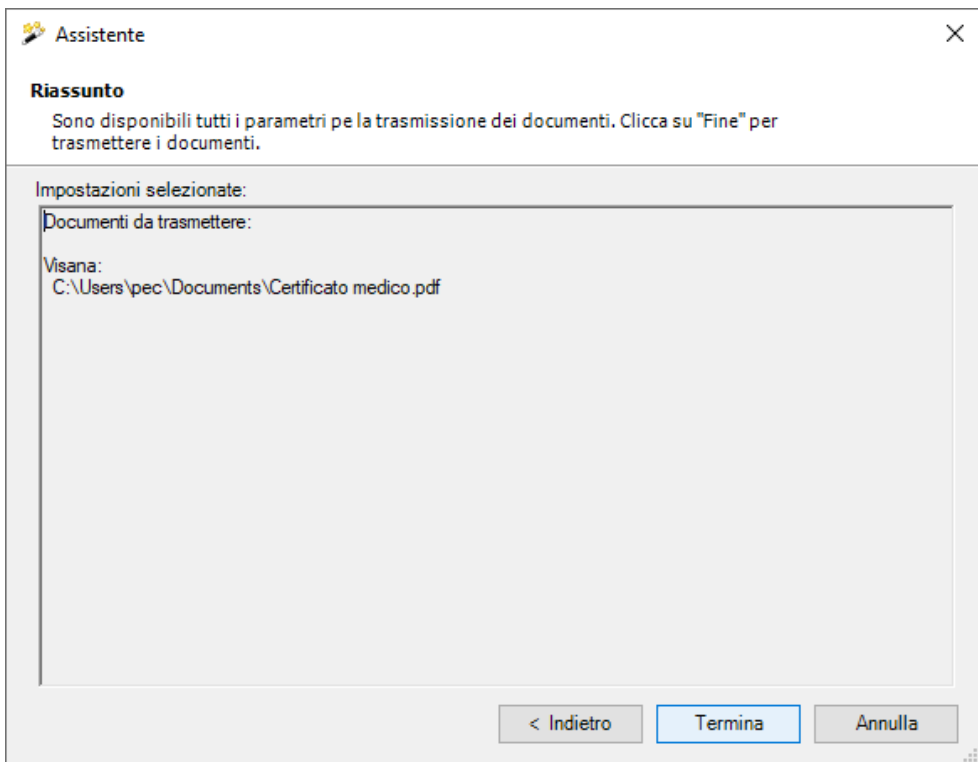 Assistente
Riassunto
Sono disponibili tutti i parametri pe la trasmissione dei documenti. Clicca su "Fine" per
trasmettere i documenti.
Impostazioni selezionate:
Documenti da trasmettere:
Visana:
C:\Users\pec\Documents\Certificato medico.pdf
< Indietro
Termina
Annulla